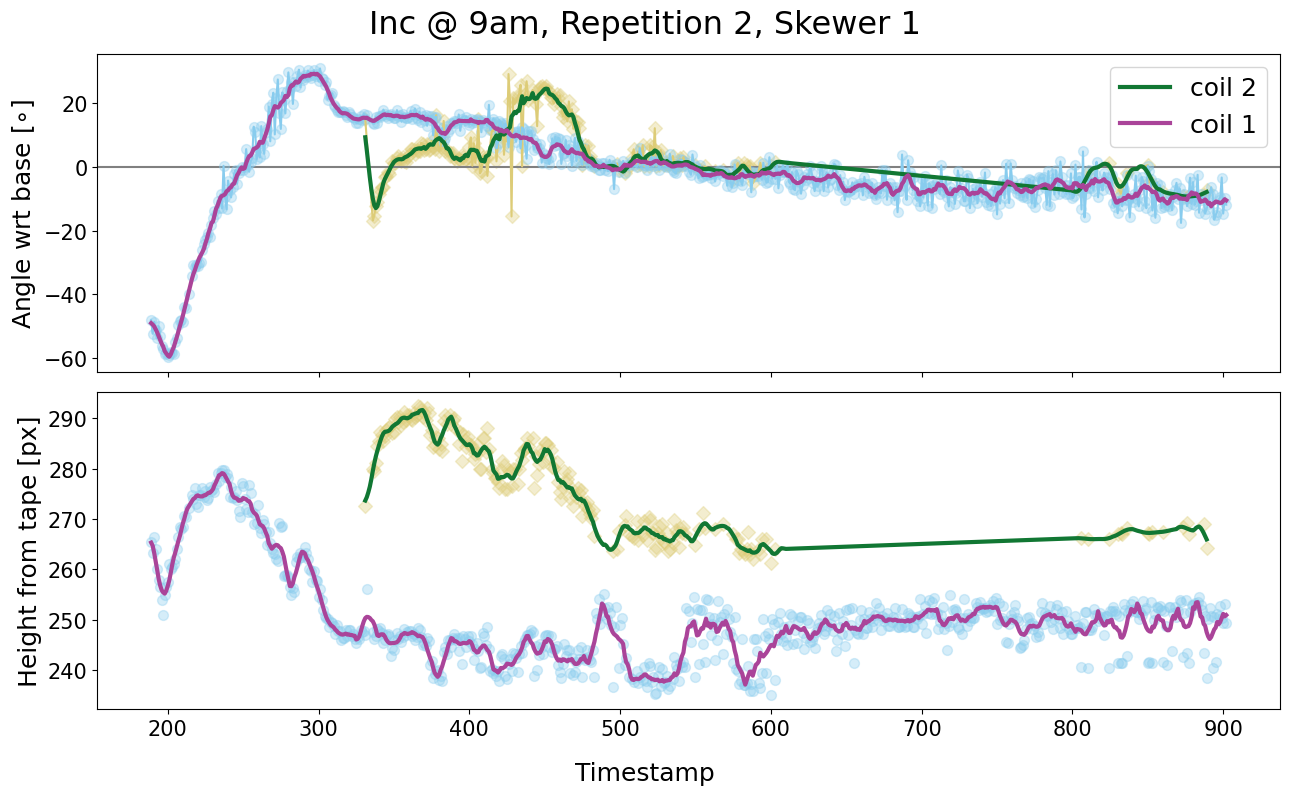 Inc @ 9am, Repetition 2, Skewer 1
Angle wrt base [∘]
20
0
−20
−40
−60
coil 2
coil 1
Height from tape [px]
290
280
270
260
250
240
200 300 400 500 600 700 800 900
Timestamp